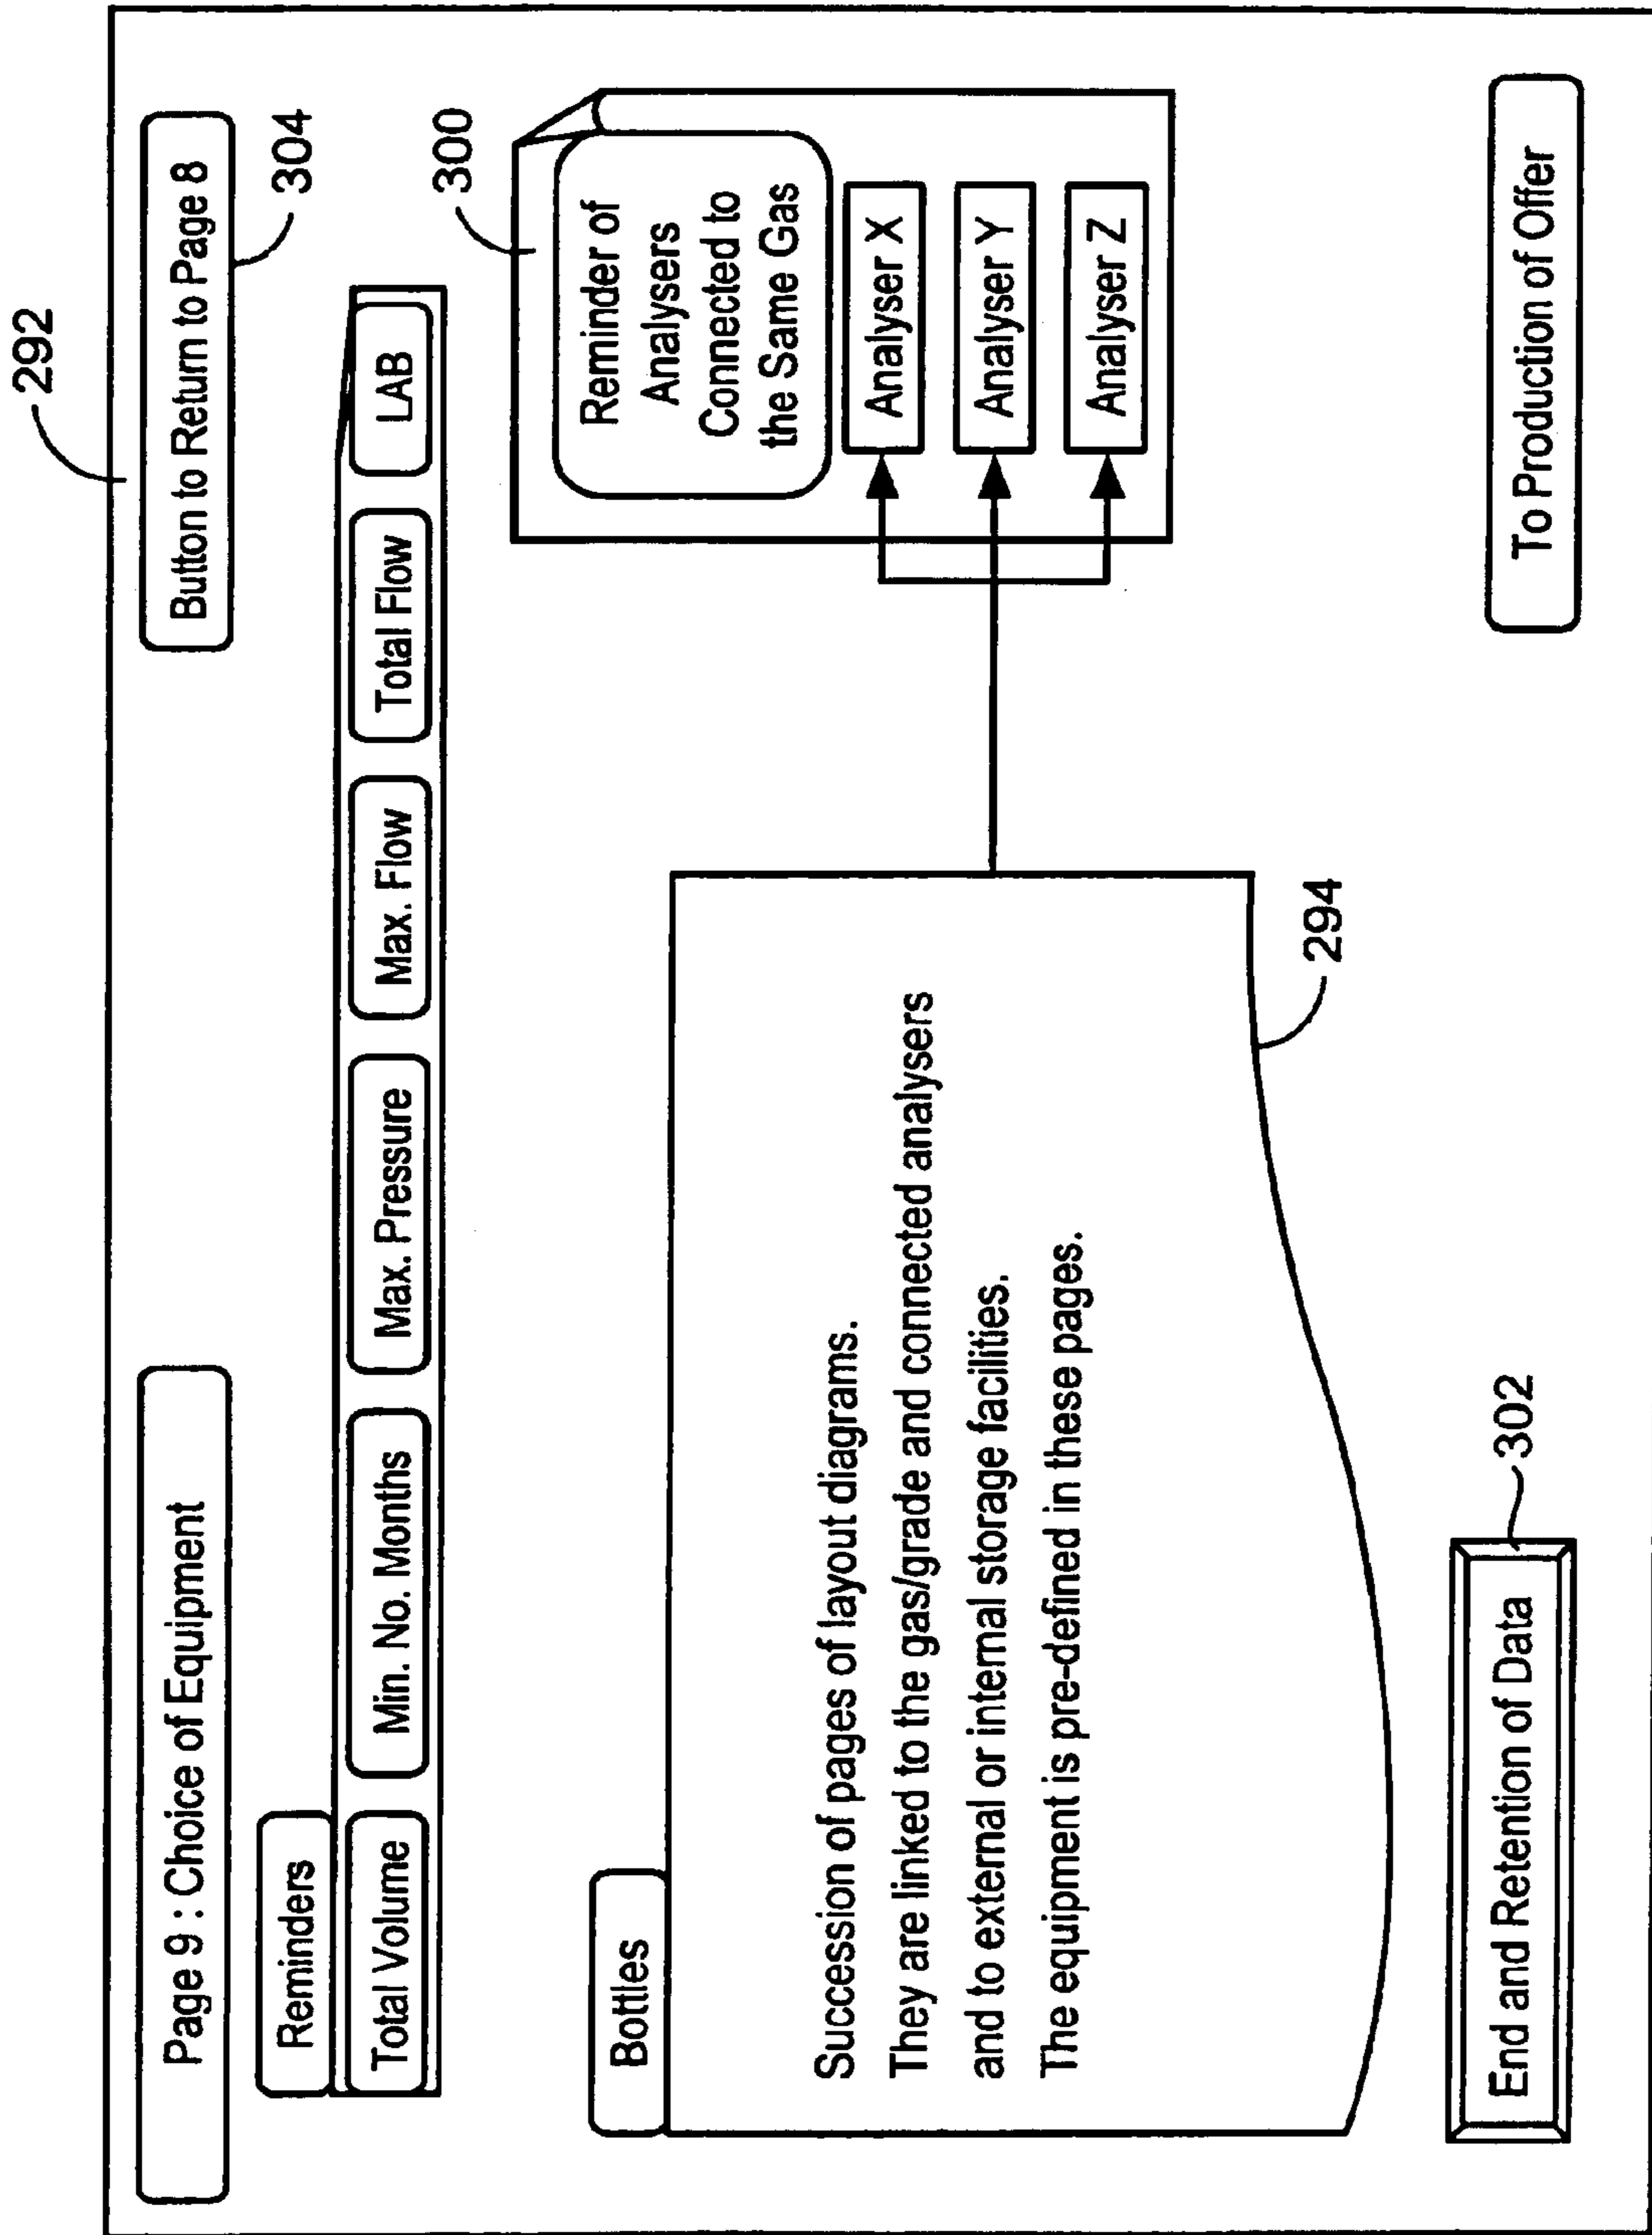 292
Page 9 : Choice of Equipment
Button to Return to Page 8
304
Reminders
Total Volume
Min. No. Months
Max. Pressure
Max. Flow
Total Flow
LAB
300
Reminder of
Analysers
Connected to
the Same Gas
Analyser X
Analyser Y
Analyser Z
Bottles
Succession of pages of layout diagrams.
They are linked to the gas/grade and connected analysers
and to external or internal storage facilities.
The equipment is pre-defined in these pages.
294
302
End and Retention of Data
To Production of Offer